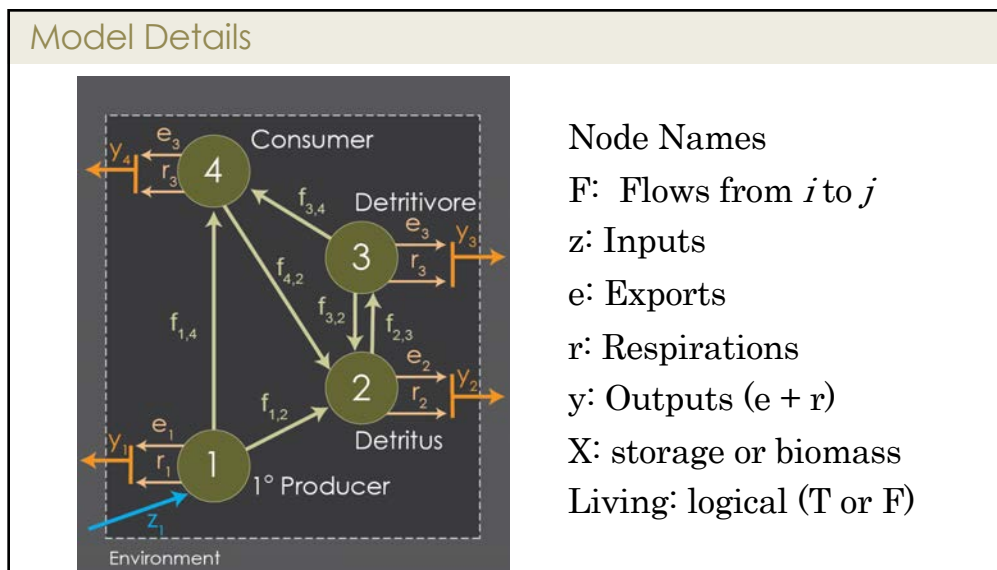 Model Details
Consumer
e3
y4
4
r3
f3,4
Detritivore
e3
y3
3
r3
f4,2
f1,4
f3,2
f2,3
e2
y2
2
f1,2
r2
Detritus
e1
y1
r1
1
1° Producer
z1
Environment
Node Names
F: Flows from i to j
z: Inputs
e: Exports
r: Respirations
y: Outputs (e + r)
X: storage or biomass
Living: logical (T or F)